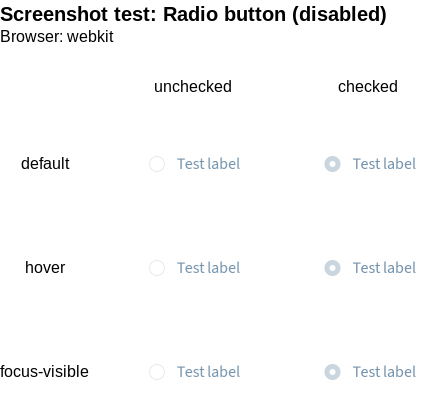 Screenshot test: Radio button (disabled)
Browser: webkit
unchecked checked
default Test label Test label
hover Test label Test label
focus-visible Test label Test label